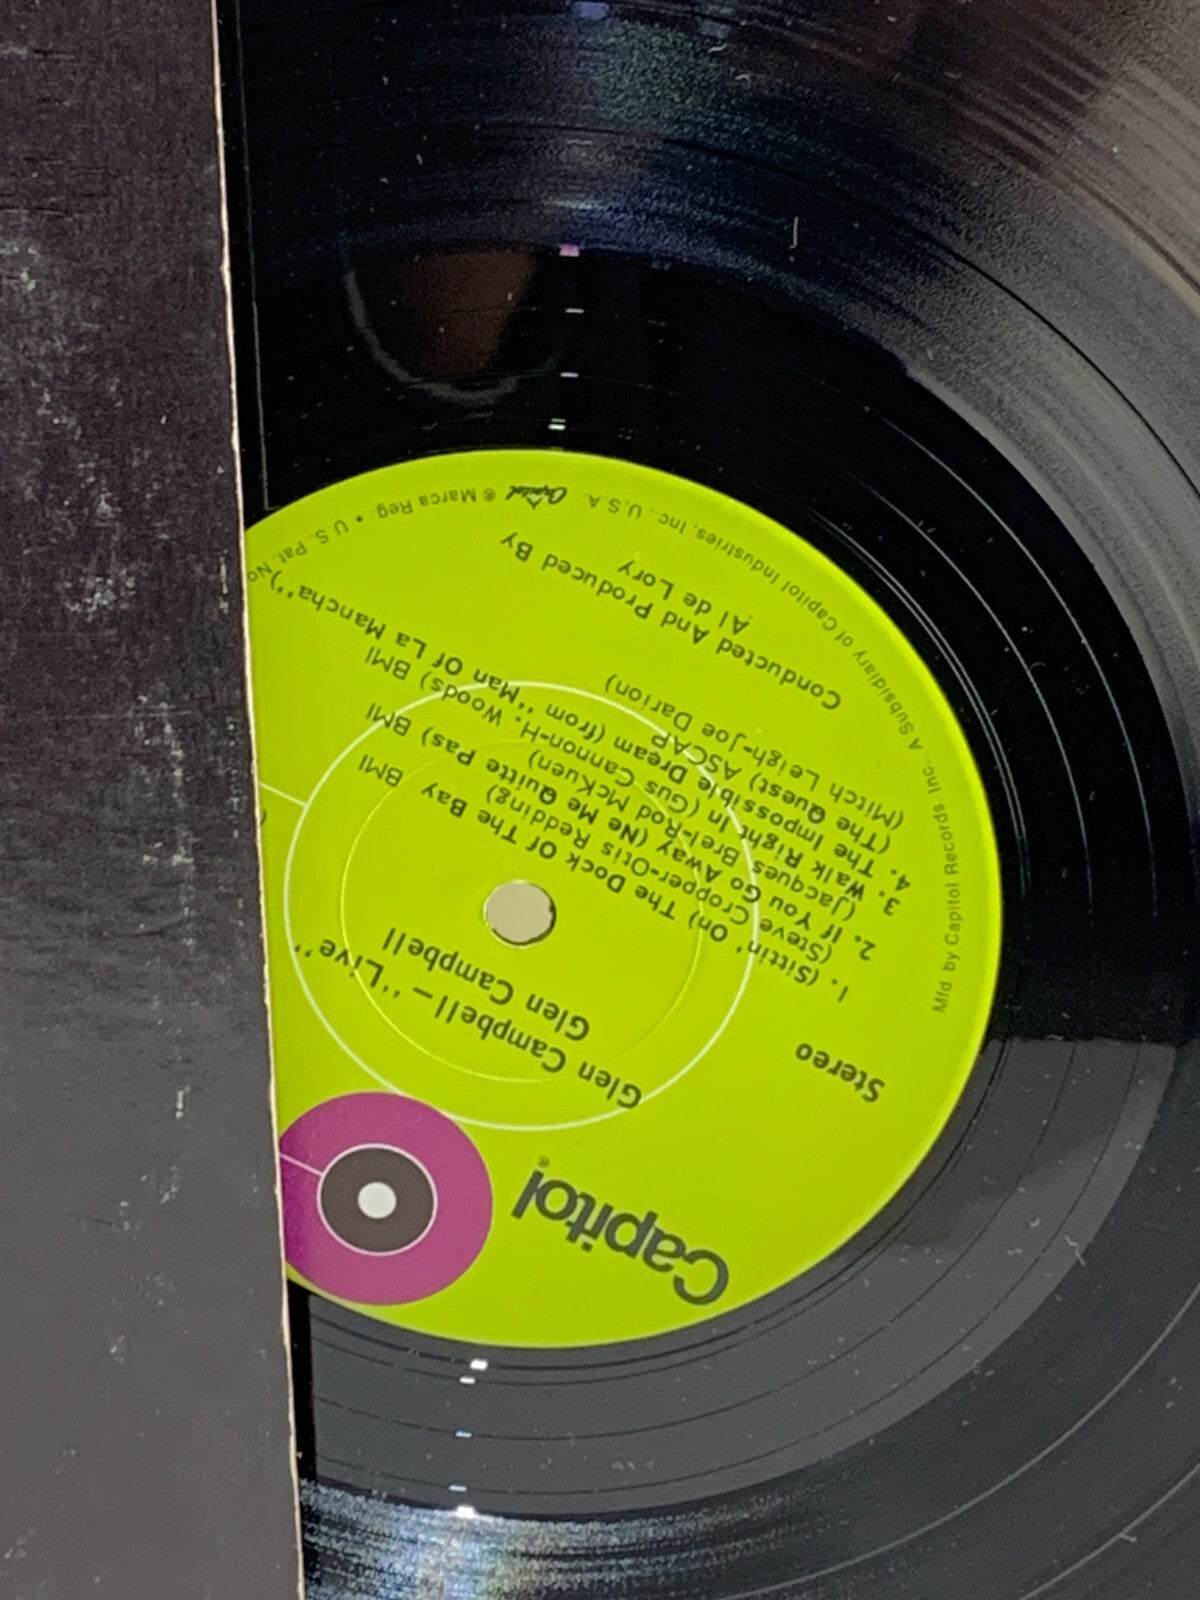 Capitol®
Stereo
Glen Campbell—"Live"
Glen Campbell
1. (Sittin' On) The Dock Of The Bay
(Steve Cropper-Otis Redding) BMI
2. If You Go Away (Ne Me Quitte Pas) BMI
(Jacques Brel-Rod McKuen)
3. Walk Right In (Gus Cannon-H. Woods) BMI
4. The Impossible Dream (from "Man Of La Mancha")
(The Quest) ASCAP
(Mitch Leigh-Joe Darion)
Conducted And Produced By
Al de Lory
Mfd. by Capitol Records, Inc., A Subsidiary of Capitol Industries, Inc., U.S.A. Capitol ® Marca Reg. • U.S. Pat. No